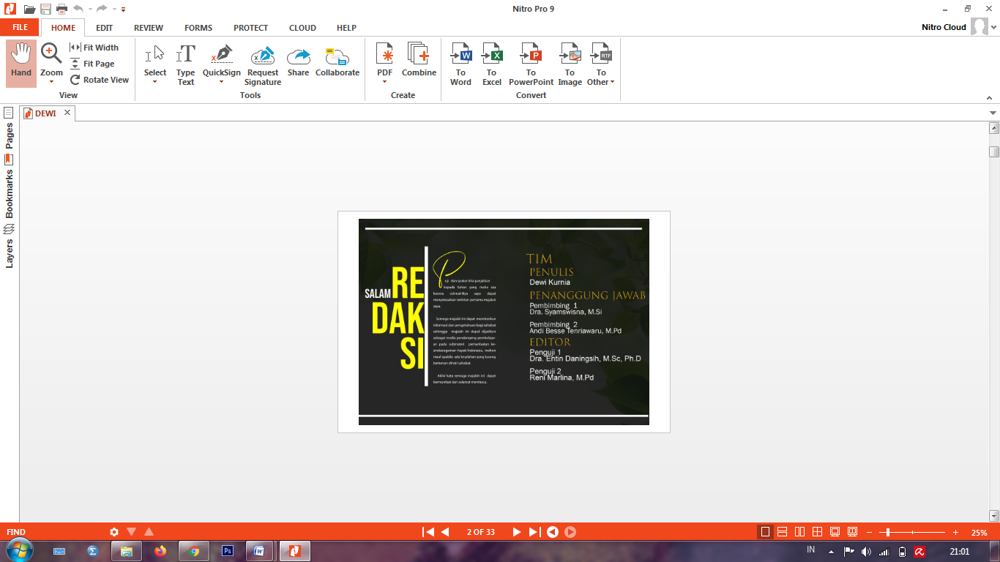 Nitro Pro 9
FILE
HOME
EDIT
REVIEW
FORMS
PROTECT
CLOUD
HELP
Nitro Cloud
Hand
Zoom
Fit Width
Fit Page
Rotate View
View
Select
Type Text
QuickSign
Request Signature
Share
Collaborate
Tools
PDF
Combine
Create
To Word
To Excel
To PowerPoint
To Image
To Other
Convert
DEWI
Pages
Bookmarks
Layers
SALAM RE
DAK
SI
Puji dan syukur kita panjatkan
kepada tuhan yang maha esa
karena rahmat-Nya saya dapat
menyelesaikan terbitan pertama majalah
saya.
Semoga majalah ini dapat memberikan
informasi dan pengetahuan bagi sahabat
sehingga majalah ini dapat dijadikan
sebagai media pendamping pembelajar-
an pada submateri pemanfaatan ke-
anekaragaman hayati Indonesia, mohon
maaf apabila ada kesalahan yang kurang
berkenan dihati sahabat.
Akhir kata semoga majalah ini dapat
bermanfaat dan selamat membaca.
TIM
PENULIS
Dewi Kurnia
PENANGGUNG JAWAB
Pembimbing 1
Dra. Syamswisna, M.Si
Pembimbing 2
Andi Besse Tenriawaru, M.Pd
EDITOR
Penguji 1
Dra. Entin Daningsih, M.Sc, Ph.D
Penguji 2
Reni Marlina, M.Pd
FIND
2 OF 33
25%
IN
21:01